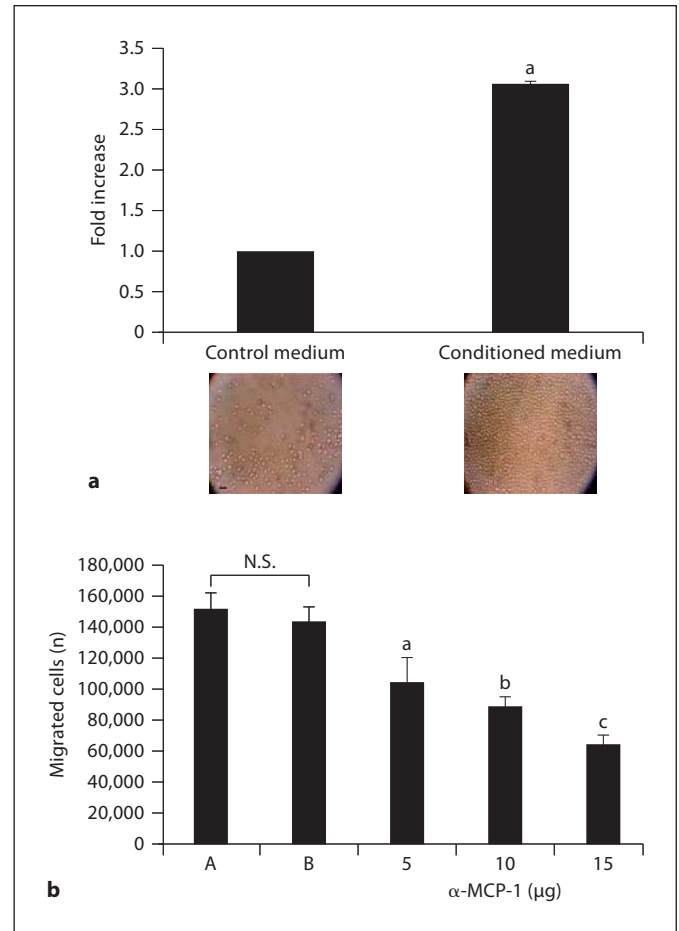 3.5
3.0
2.5
2.0
1.5
1.0
0.5
0
Fold increase
a
Control medium Conditioned medium
a
180,000
160,000
140,000
120,000
100,000
80,000
60,000
40,000
20,000
0
Migrated cells (n)
N.S.
a
b
c
A B 5 10 15
α-MCP-1 (μg)
b